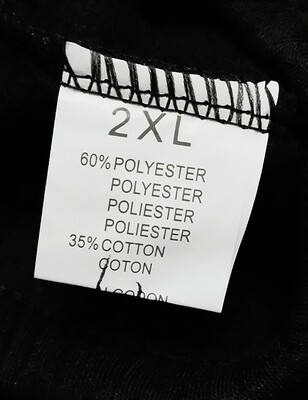 2XL
60%POLYESTER
POLYESTER
POLIESTER
POLIESTER
35%COTTON
COTON